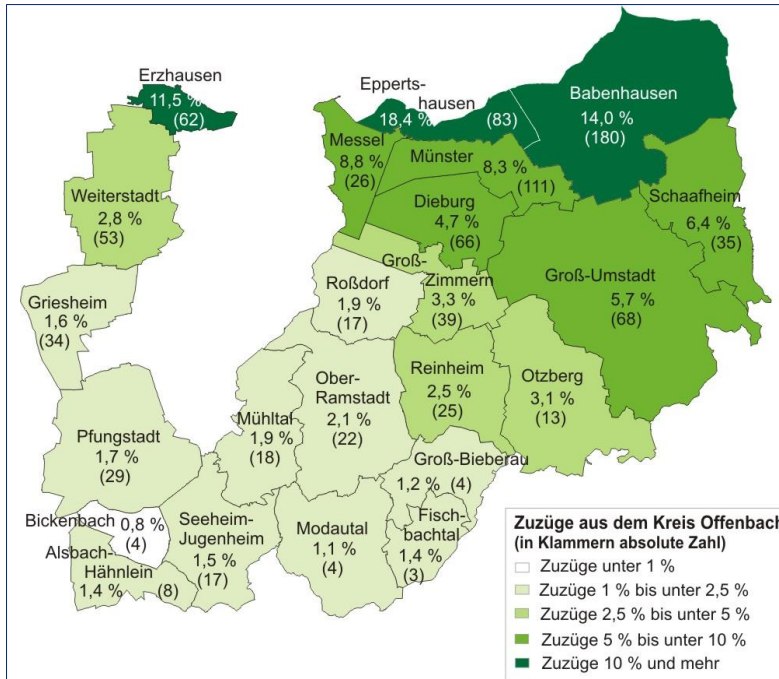 Erzhausen
11,5 %
(62)
Epperts-
hausen
18,4 %
(83)
Babenhausen
14,0 %
(180)
Messel
8,8 %
(26)
Münster
8,3 %
(111)
Weiterstadt
2,8 %
(53)
Dieburg
4,7 %
(66)
Schaafheim
6,4 %
(35)
Groß-
Zimmern
3,3 %
(39)
Groß-Umstadt
5,7 %
(68)
Griesheim
1,6 %
(34)
Roßdorf
1,9 %
(17)
Ober-
Ramstadt
2,1 %
(22)
Reinheim
2,5 %
(25)
Otzberg
3,1 %
(13)
Mühltal
1,9 %
(18)
Pfungstadt
1,7 %
(29)
Groß-Bieberau
1,2 % (4)
Bickenbach
0,8 %
(4)
Seeheim-
Jugenheim
1,5 %
(17)
Modautal
1,1 %
(4)
Fisch-
bachtal
1,4 %
(3)
Alsbach-
Hähnlein
1,4 %
(8)
Zuzüge aus dem Kreis Offenbach
(in Klammern absolute Zahl)
Zuzüge unter 1 %
Zuzüge 1 % bis unter 2,5 %
Zuzüge 2,5 % bis unter 5 %
Zuzüge 5 % bis unter 10 %
Zuzüge 10 % und mehr